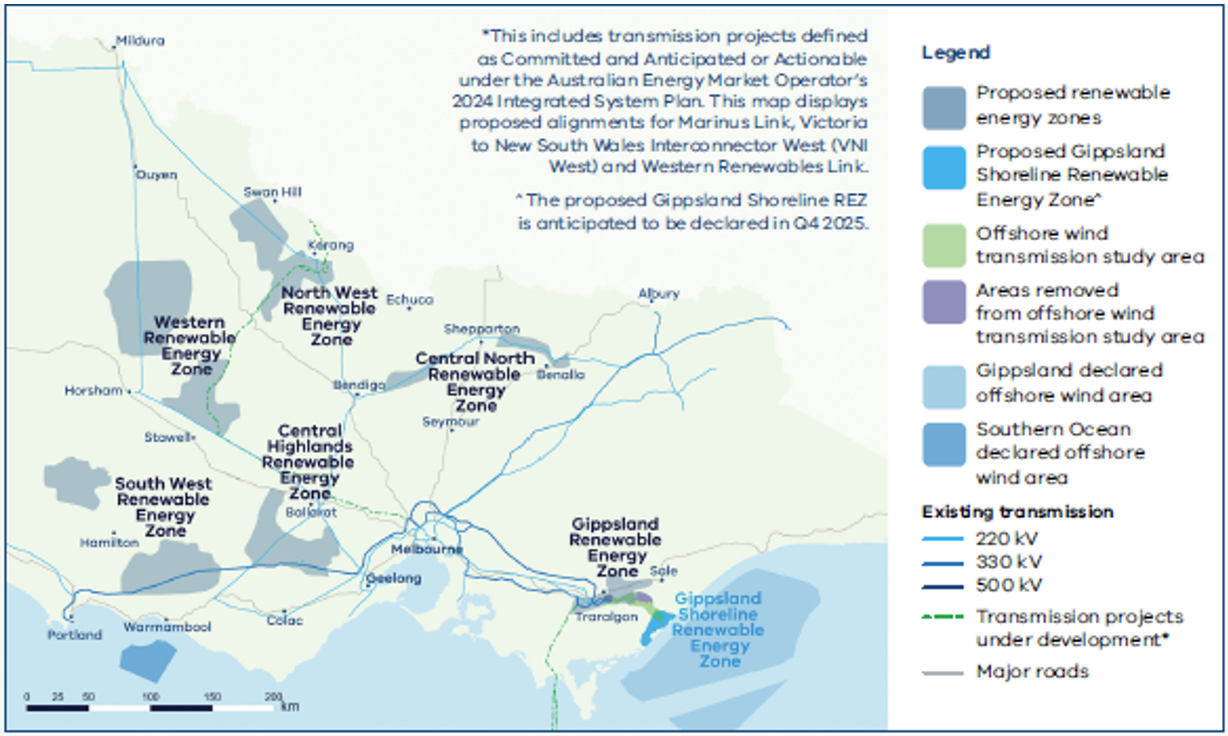 Mildura
*This includes transmission projects defined
as Committed and Anticipated or Actionable
under the Australian Energy Market Operator's
2024 Integrated System Plan. This map displays
proposed alignments for Marinus Link, Victoria
to New South Wales Interconnector West (VNI
West) and Western Renewables Link.
^ The proposed Gippsland Shoreline REZ
is anticipated to be declared in Q4 2025.
Ouyen
Swan Hill
Kerang
North West
Renewable
Energy
Zone
Echuca
Albury
Western
Renewable
Energy
Zone
Shepparton
Central North
Renewable
Energy
Zone
Benalla
Horsham
Bendigo
Seymour
Stawell
Central
Highlands
Renewable
Energy
Zone
Ballarat
South West
Renewable
Energy
Zone
Hamilton
Melbourne
Geelong
Gippsland
Renewable
Energy
Zone
Sale
Traralgon
Gippsland
Shoreline
Renewable
Energy
Zone
Portland
Warrnambool
Colac
0 25 50 100 150 200
km
Legend
Proposed renewable
energy zones
Proposed Gippsland
Shoreline Renewable
Energy Zone^
Offshore wind
transmission study area
Areas removed
from offshore wind
transmission study area
Gippsland declared
offshore wind area
Southern Ocean
declared offshore
wind area
Existing transmission
220 kV
330 kV
500 kV
Transmission projects
under development*
Major roads